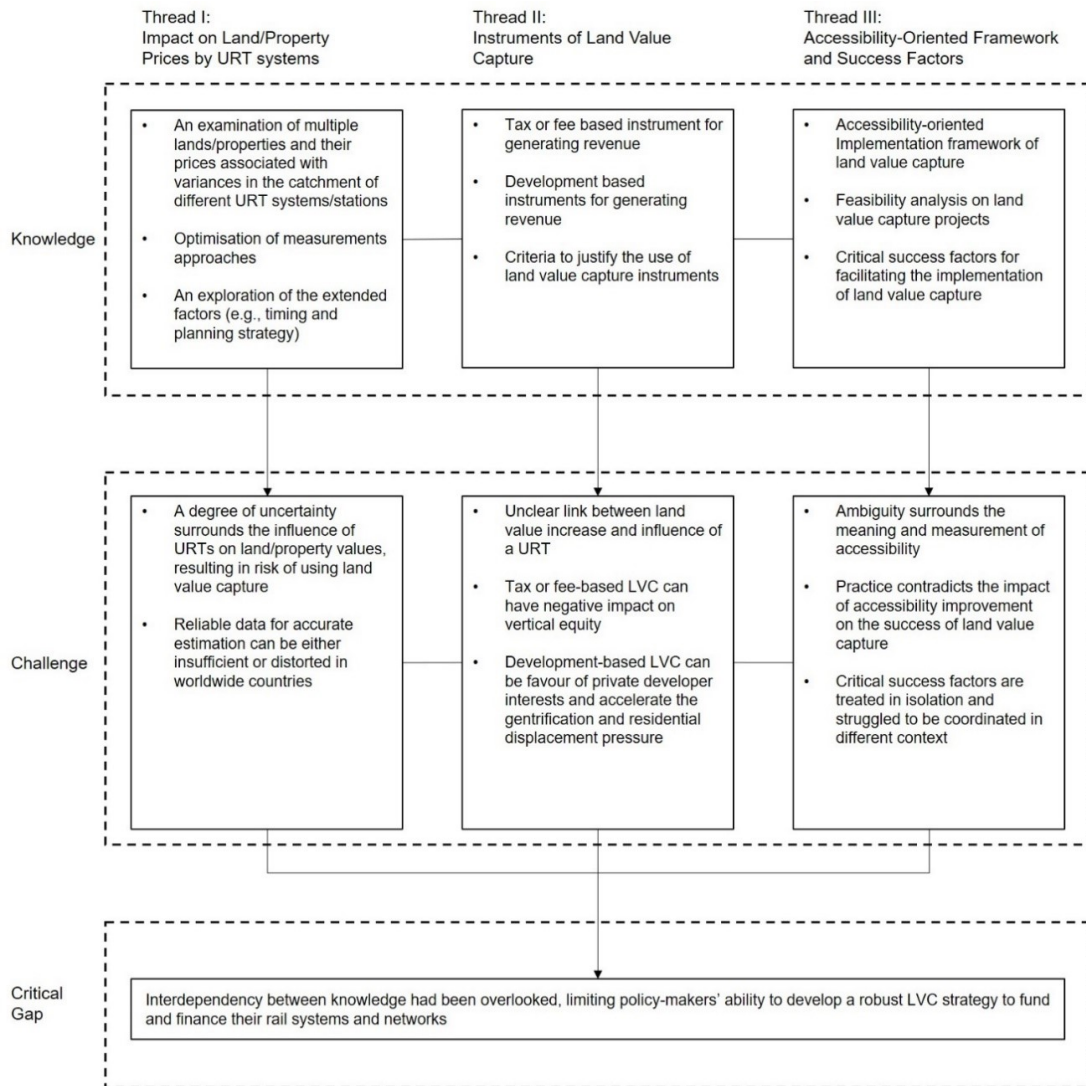 Thread I:
Impact on Land/Property
Prices by URT systems
Thread II:
Instruments of Land Value
Capture
Thread III:
Accessibility-Oriented Framework
and Success Factors
Knowledge
• An examination of multiple
lands/properties and their
prices associated with
variances in the catchment of
different URT systems/stations
• Optimisation of measurements
approaches
• An exploration of the extended
factors (e.g., timing and
planning strategy)
• Tax or fee based instrument for
generating revenue
• Development based
instruments for generating
revenue
• Criteria to justify the use of
land value capture instruments
• Accessibility-oriented
Implementation framework of
land value capture
• Feasibility analysis on land
value capture projects
• Critical success factors for
facilitating the implementation
of land value capture
Challenge
• A degree of uncertainty
surrounds the influence of
URTs on land/property values,
resulting in risk of using land
value capture
• Reliable data for accurate
estimation can be either
insufficient or distorted in
worldwide countries
• Unclear link between land
value increase and influence of
a URT
• Tax or fee-based LVC can
have negative impact on
vertical equity
• Development-based LVC can
be favour of private developer
interests and accelerate the
gentrification and residential
displacement pressure
• Ambiguity surrounds the
meaning and measurement of
accessibility
• Practice contradicts the impact
of accessibility improvement
on the success of land value
capture
• Critical success factors are
treated in isolation and
struggled to be coordinated in
different context
Critical
Gap
Interdependency between knowledge had been overlooked, limiting policy-makers' ability to develop a robust LVC strategy to fund
and finance their rail systems and networks